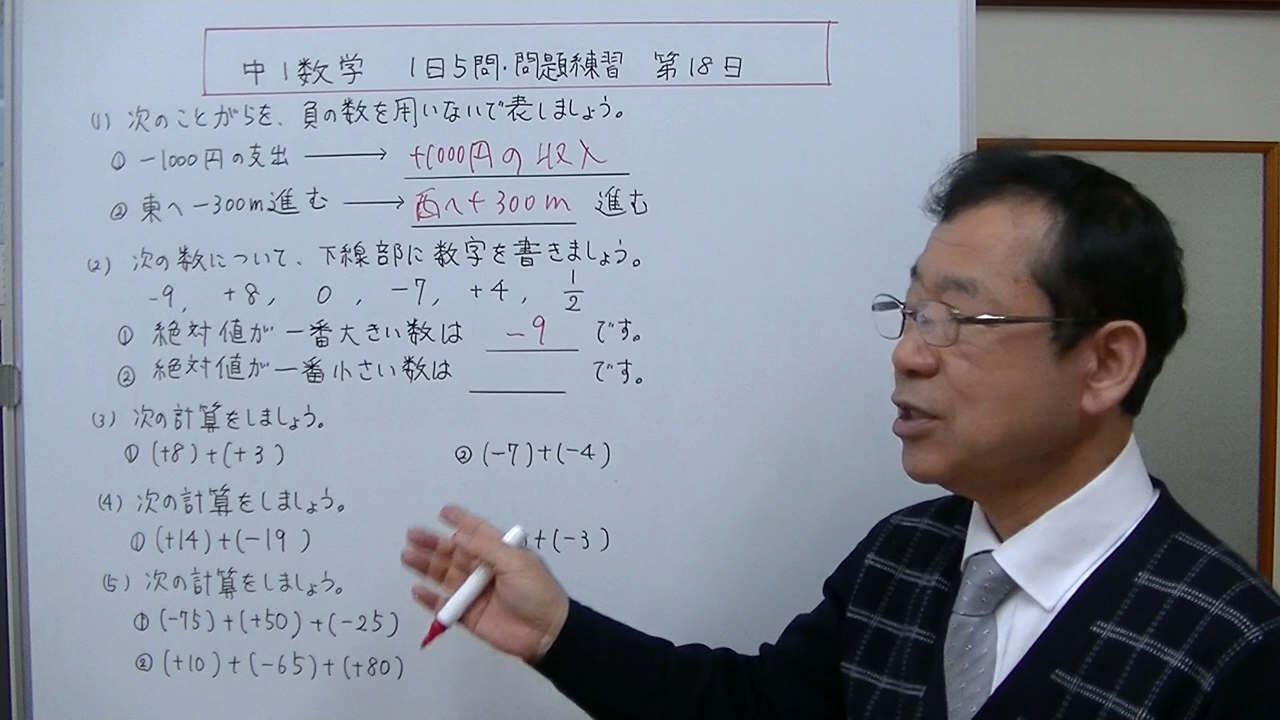 中1数学 1日5問・問題練習 第18日
(1) 次のことがらを、負の数を用いないで表しましょう。
① -1000円の支出 → +1000円の収入
② 東へ-300m進む → 西へ+300m 進む
(2) 次の数について、下線部に数字を書きましょう。
-9, +8, 0, -7, +4, 1/2
① 絶対値が一番大きい数は -9 です。
② 絶対値が一番小さい数は です。
(3) 次の計算をしましょう。
① (+8)+(+3) ② (-7)+(-4)
(4) 次の計算をしましょう。
① (+14)+(-19) )+(-3)
(5) 次の計算をしましょう。
① (-75)+(+50)+(-25)
② (+10)+(-65)+(+80)